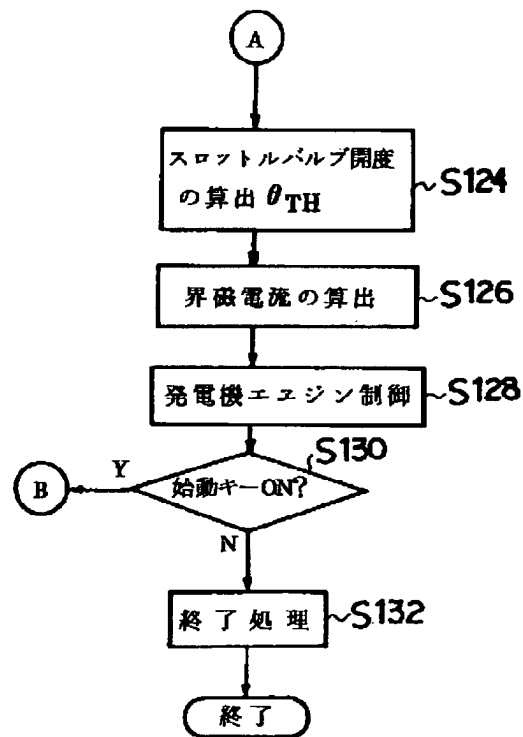 A
スロットルバルブ開度
の算出 θTH
S124
界磁電流の算出
S126
発電機エヱジン制御
S128
S130
Y
B
始動キーON?
N
終了処理
S132
終了